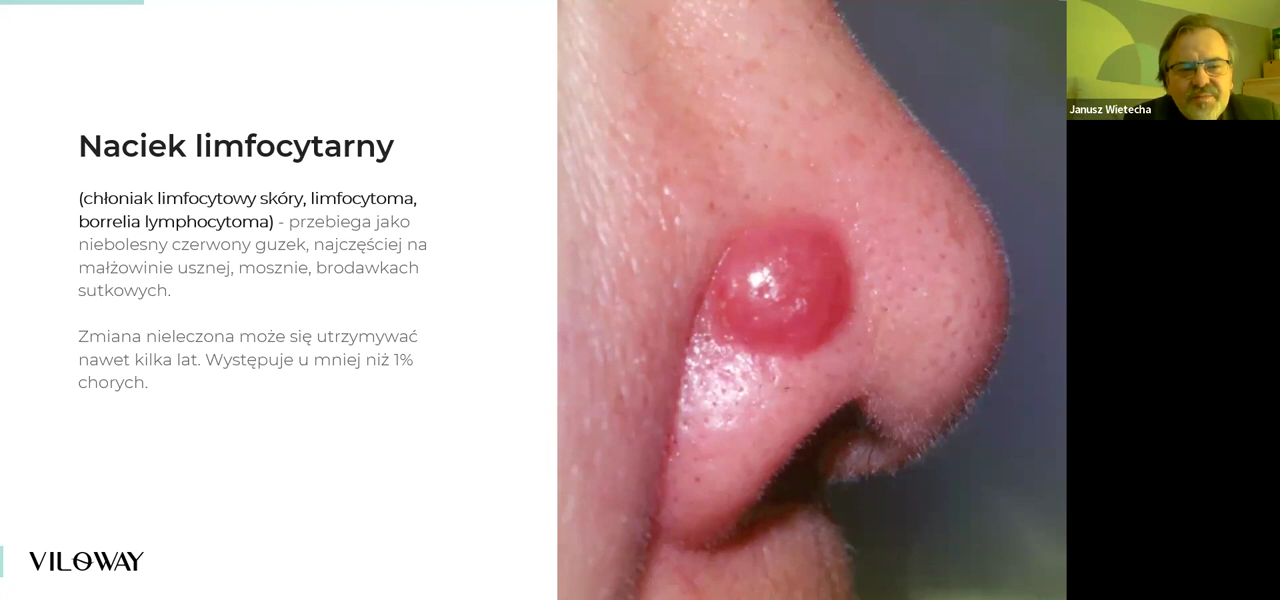 Naciek limfocytarny
(chłoniak limfocytowy skóry, limfocytoma,
borrelia lymphocytoma) - przebiega jako
niebolesny czerwony guzek, najczęściej na
małżowinie usznej, mosznie, brodawkach
sutkowych.
Zmiana nieleczona może się utrzymywać
nawet kilka lat. Występuje u mniej niż 1%
chorych.
VILOWAY
Janusz Wietecha